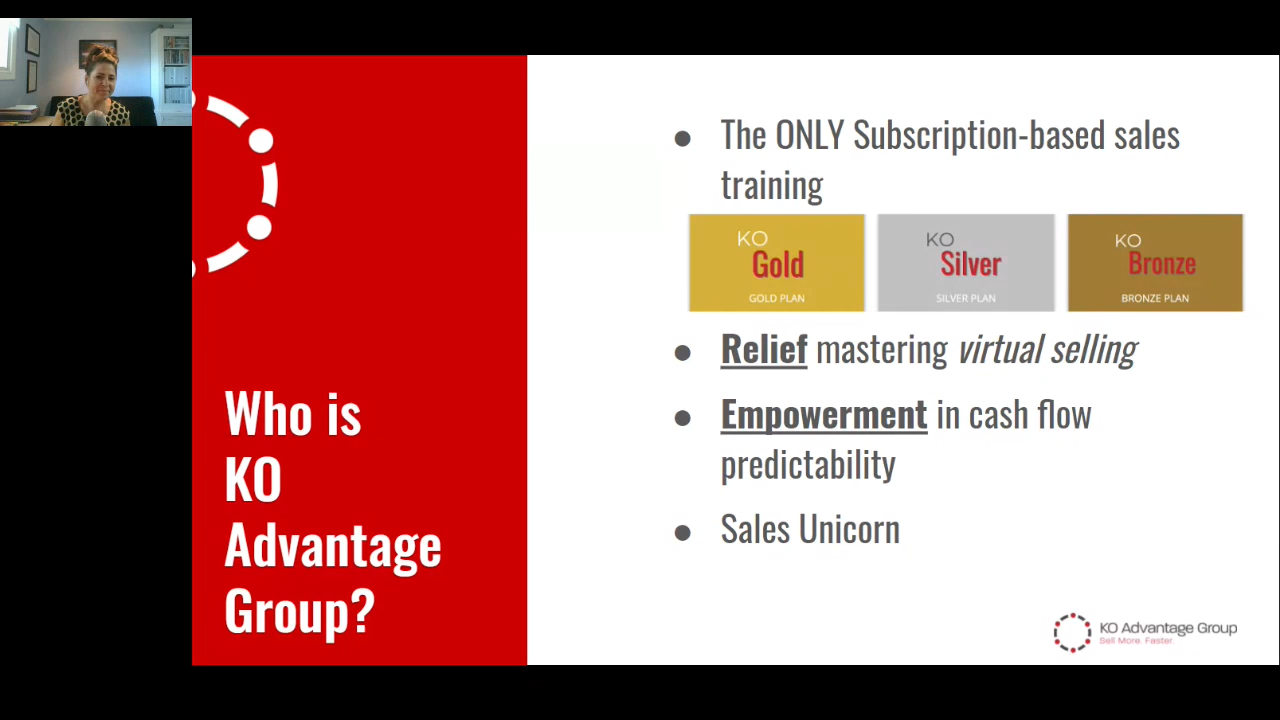 Who is
KO
Advantage
Group?
The ONLY Subscription-based sales
training
KO
Gold
GOLD PLAN
KO
Silver
SILVER PLAN
KO
Bronze
BRONZE PLAN
Relief mastering virtual selling
Empowerment in cash flow
predictability
Sales Unicorn
KO Advantage Group
Sell More. Faster.